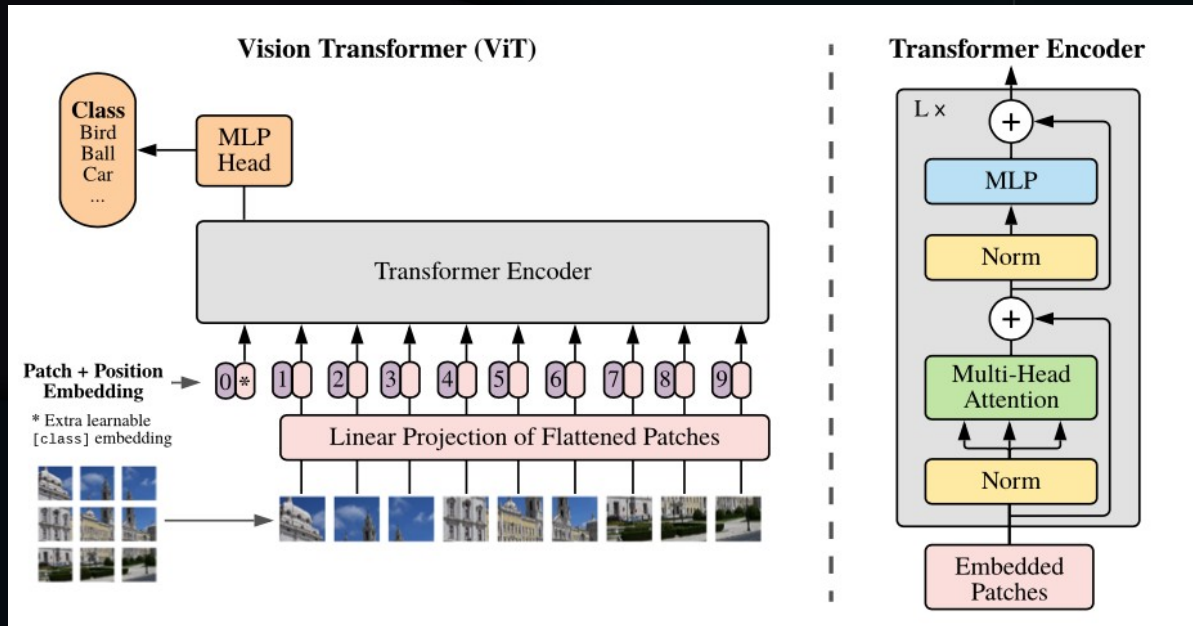 Vision Transformer (ViT)
Class
Bird
Ball
Car
...
MLP
Head
Transformer Encoder
Patch + Position
Embedding
* Extra learnable
[class] embedding
0 * 1 2 3 4 5 6 7 8 9
Linear Projection of Flattened Patches
Transformer Encoder
L ×
+
MLP
Norm
+
Multi-Head
Attention
Norm
Embedded
Patches